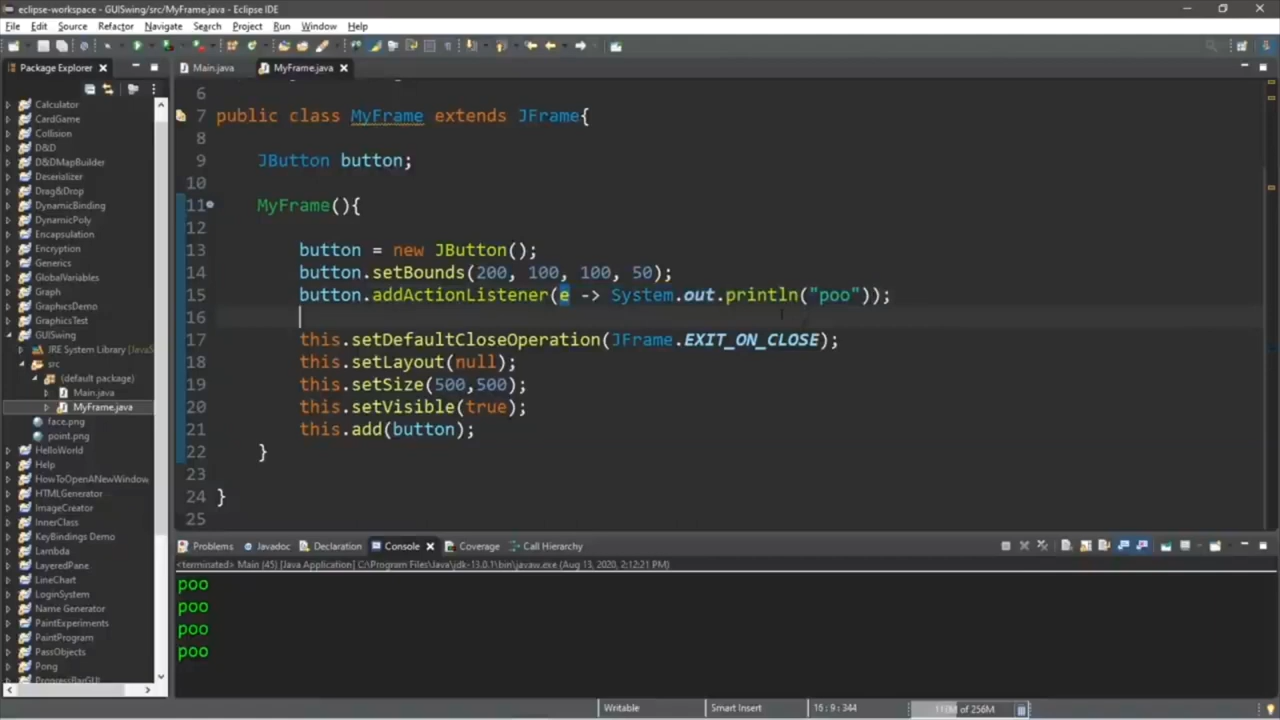 eclipse-workspace - GUISwing/src/MyFrame.java - Eclipse IDE
File Edit Source Refactor Navigate Search Project Run Window Help
Package Explorer
Main.java MyFrame.java
Calculator
CardGame
Collision
D&D
D&DMapBuilder
Deserializer
Drag&Drop
DynamicBinding
DynamicPoly
Encapsulation
Encryption
Generics
GlobalVariables
Graph
GraphicsDemo
GraphicsTest
GUISwing
JRE System Library [JavaS
src
(default package)
Main.java
MyFrame.java
face.png
point.png
HelloWorld
Help
HowToOpenANewWindow
HTMLGenerator
ImageCreator
InnerClass
KeyBindings Demo
Lambda
LayeredPane
LineChart
LoginSystem
Name Generator
PaintExperiments
PaintProgram
PassObjects
Pong
6
7 public class MyFrame extends JFrame{
8
9 JButton button;
10
11 MyFrame(){
12
13 button = new JButton();
14 button.setBounds(200, 100, 100, 50);
15 button.addActionListener(e -> System.out.println("poo"));
16
17 this.setDefaultCloseOperation(JFrame.EXIT_ON_CLOSE);
18 this.setLayout(null);
19 this.setSize(500,500);
20 this.setVisible(true);
21 this.add(button);
22 }
23
24 }
25
Problems Javadoc Declaration Console Coverage Call Hierarchy
<terminated> Main (45) [Java Application] C:\Program Files\Java\jdk-13.0.1\bin\javaw.exe (Aug 13, 2020, 2:12:21 PM)
poo
poo
poo
poo
Writable Smart Insert 16 : 9 : 344 of 256M